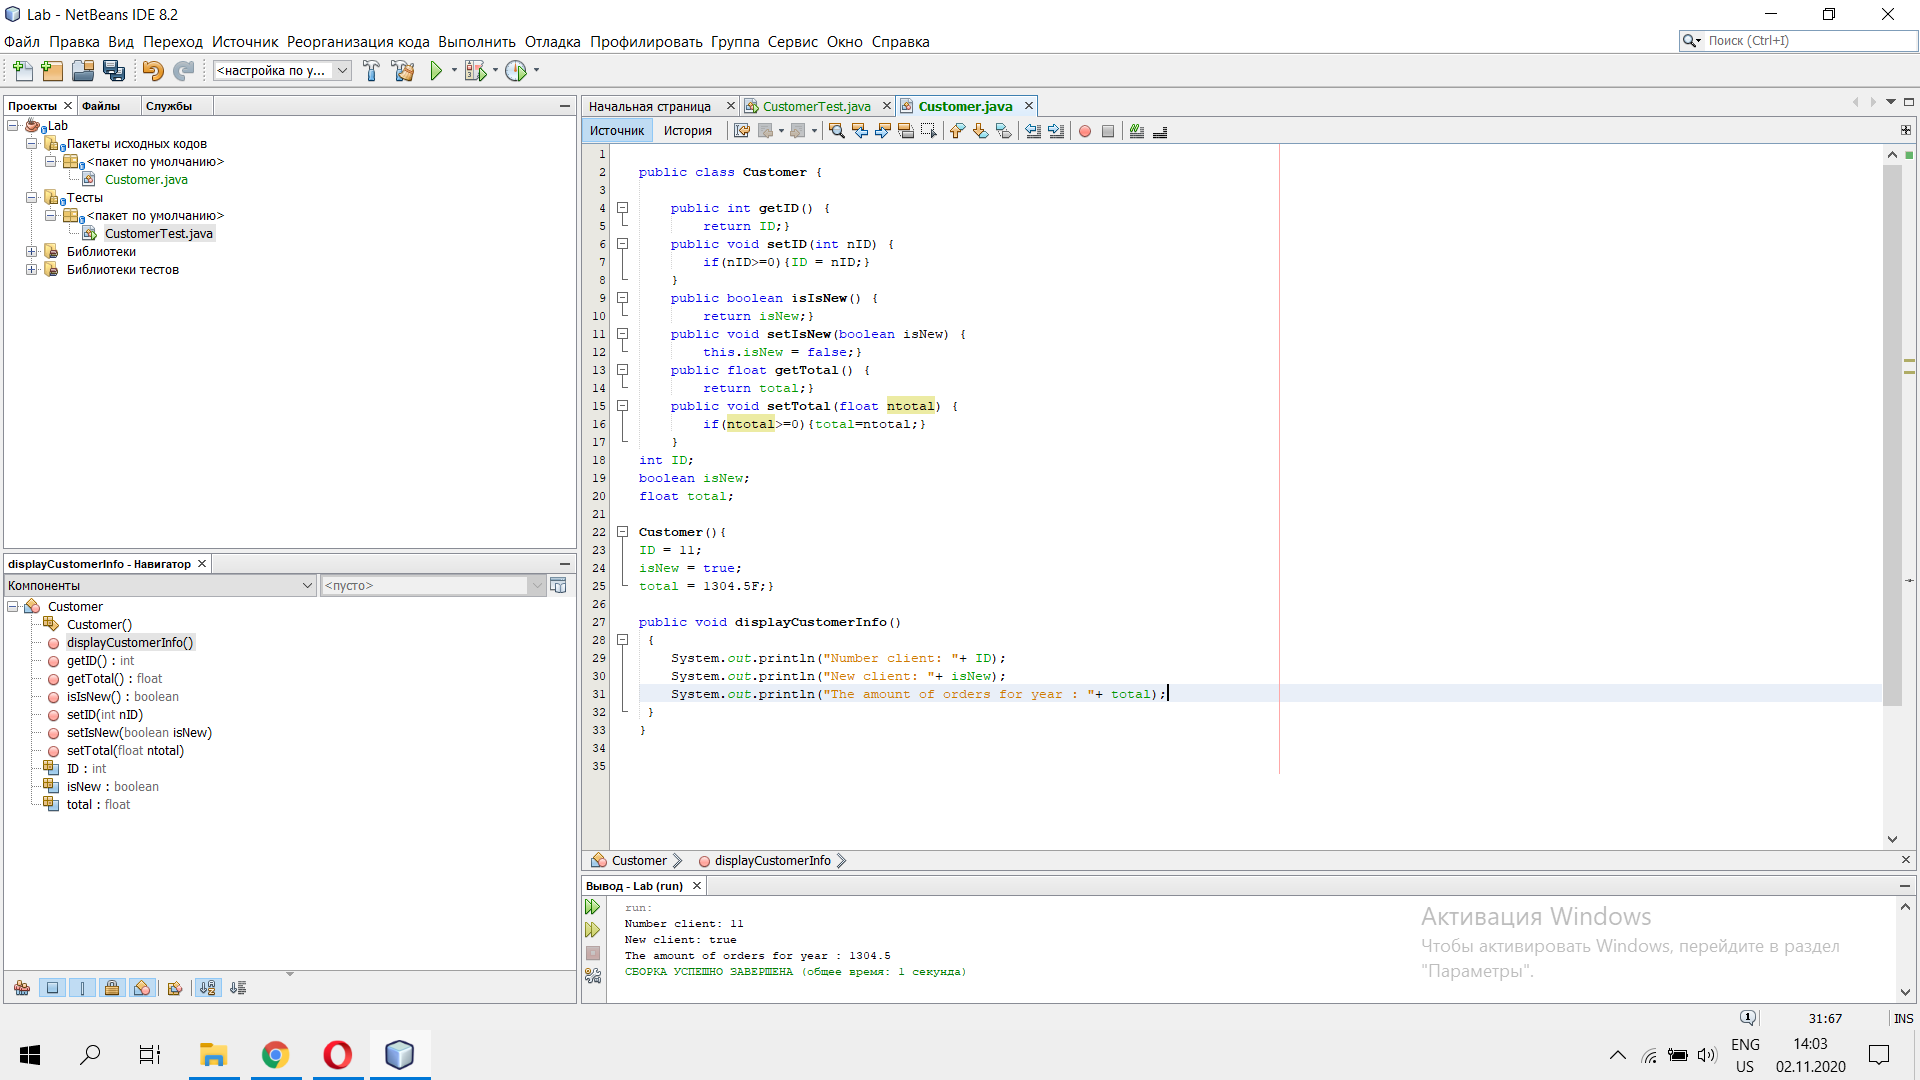 Lab - NetBeans IDE 8.2
Файл Правка Вид Переход Источник Реорганизация кода Выполнить Отладка Профилировать Группа Сервис Окно Справка
Поиск (Ctrl+I)
<настройка по у...
Проекты Файлы Службы
Lab
Пакеты исходных кодов
<пакет по умолчанию>
Customer.java
Тесты
<пакет по умолчанию>
CustomerTest.java
Библиотеки
Библиотеки тестов
displayCustomerInfo - Навигатор
Компоненты <пусто>
Customer
Customer()
displayCustomerInfo()
getID() : int
getTotal() : float
isIsNew() : boolean
setID(int nID)
setIsNew(boolean isNew)
setTotal(float ntotal)
ID : int
isNew : boolean
total : float
Начальная страница CustomerTest.java Customer.java
Источник История
1
2 public class Customer {
3
4 public int getID() {
5 return ID;}
6 public void setID(int nID) {
7 if(nID>=0){ID = nID;}
8 }
9 public boolean isIsNew() {
10 return isNew;}
11 public void setIsNew(boolean isNew) {
12 this.isNew = false;}
13 public float getTotal() {
14 return total;}
15 public void setTotal(float ntotal) {
16 if(ntotal>=0){total=ntotal;}
17 }
18 int ID;
19 boolean isNew;
20 float total;
21
22 Customer(){
23 ID = 11;
24 isNew = true;
25 total = 1304.5F;}
26
27 public void displayCustomerInfo()
28 {
29 System.out.println("Number client: "+ ID);
30 System.out.println("New client: "+ isNew);
31 System.out.println("The amount of orders for year : "+ total);
32 }
33 }
34
35
Customer displayCustomerInfo
Вывод - Lab (run)
run:
Number client: 11
New client: true
The amount of orders for year : 1304.5
СБОРКА УСПЕШНО ЗАВЕРШЕНА (общее время: 1 секунда)
Активация Windows
Чтобы активировать Windows, перейдите в раздел
"Параметры".
1 31:67 INS
ENG
US
14:03
02.11.2020